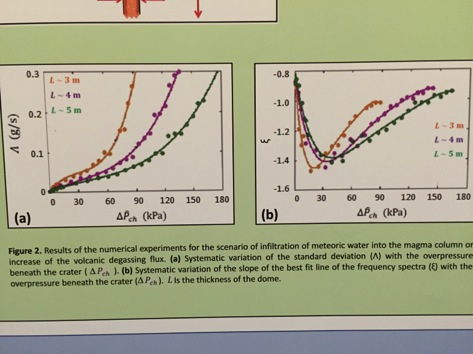 0.3
0.2
0.1
0
Λ (g/s)
L ~ 3 m
L ~ 4 m
L ~ 5 m
0 30 60 90 120 150 180
ΔP̄ch (kPa)
(a)
-0.8
-1.0
-1.2
-1.4
-1.6
ξ
L ~ 3 m
L ~ 4 m
L ~ 5 m
0 30 60 90 120 150 180
ΔP̄ch (kPa)
(b)
Figure 2. Results of the numerical experiments for the scenario of infiltration of meteoric water into the magma column or
increase of the volcanic degassing flux. (a) Systematic variation of the standard deviation (Λ) with the overpressure
beneath the crater ( ΔPch ). (b) Systematic variation of the slope of the best fit line of the frequency spectra (ξ) with the
overpressure beneath the crater (ΔPch). L is the thickness of the dome.